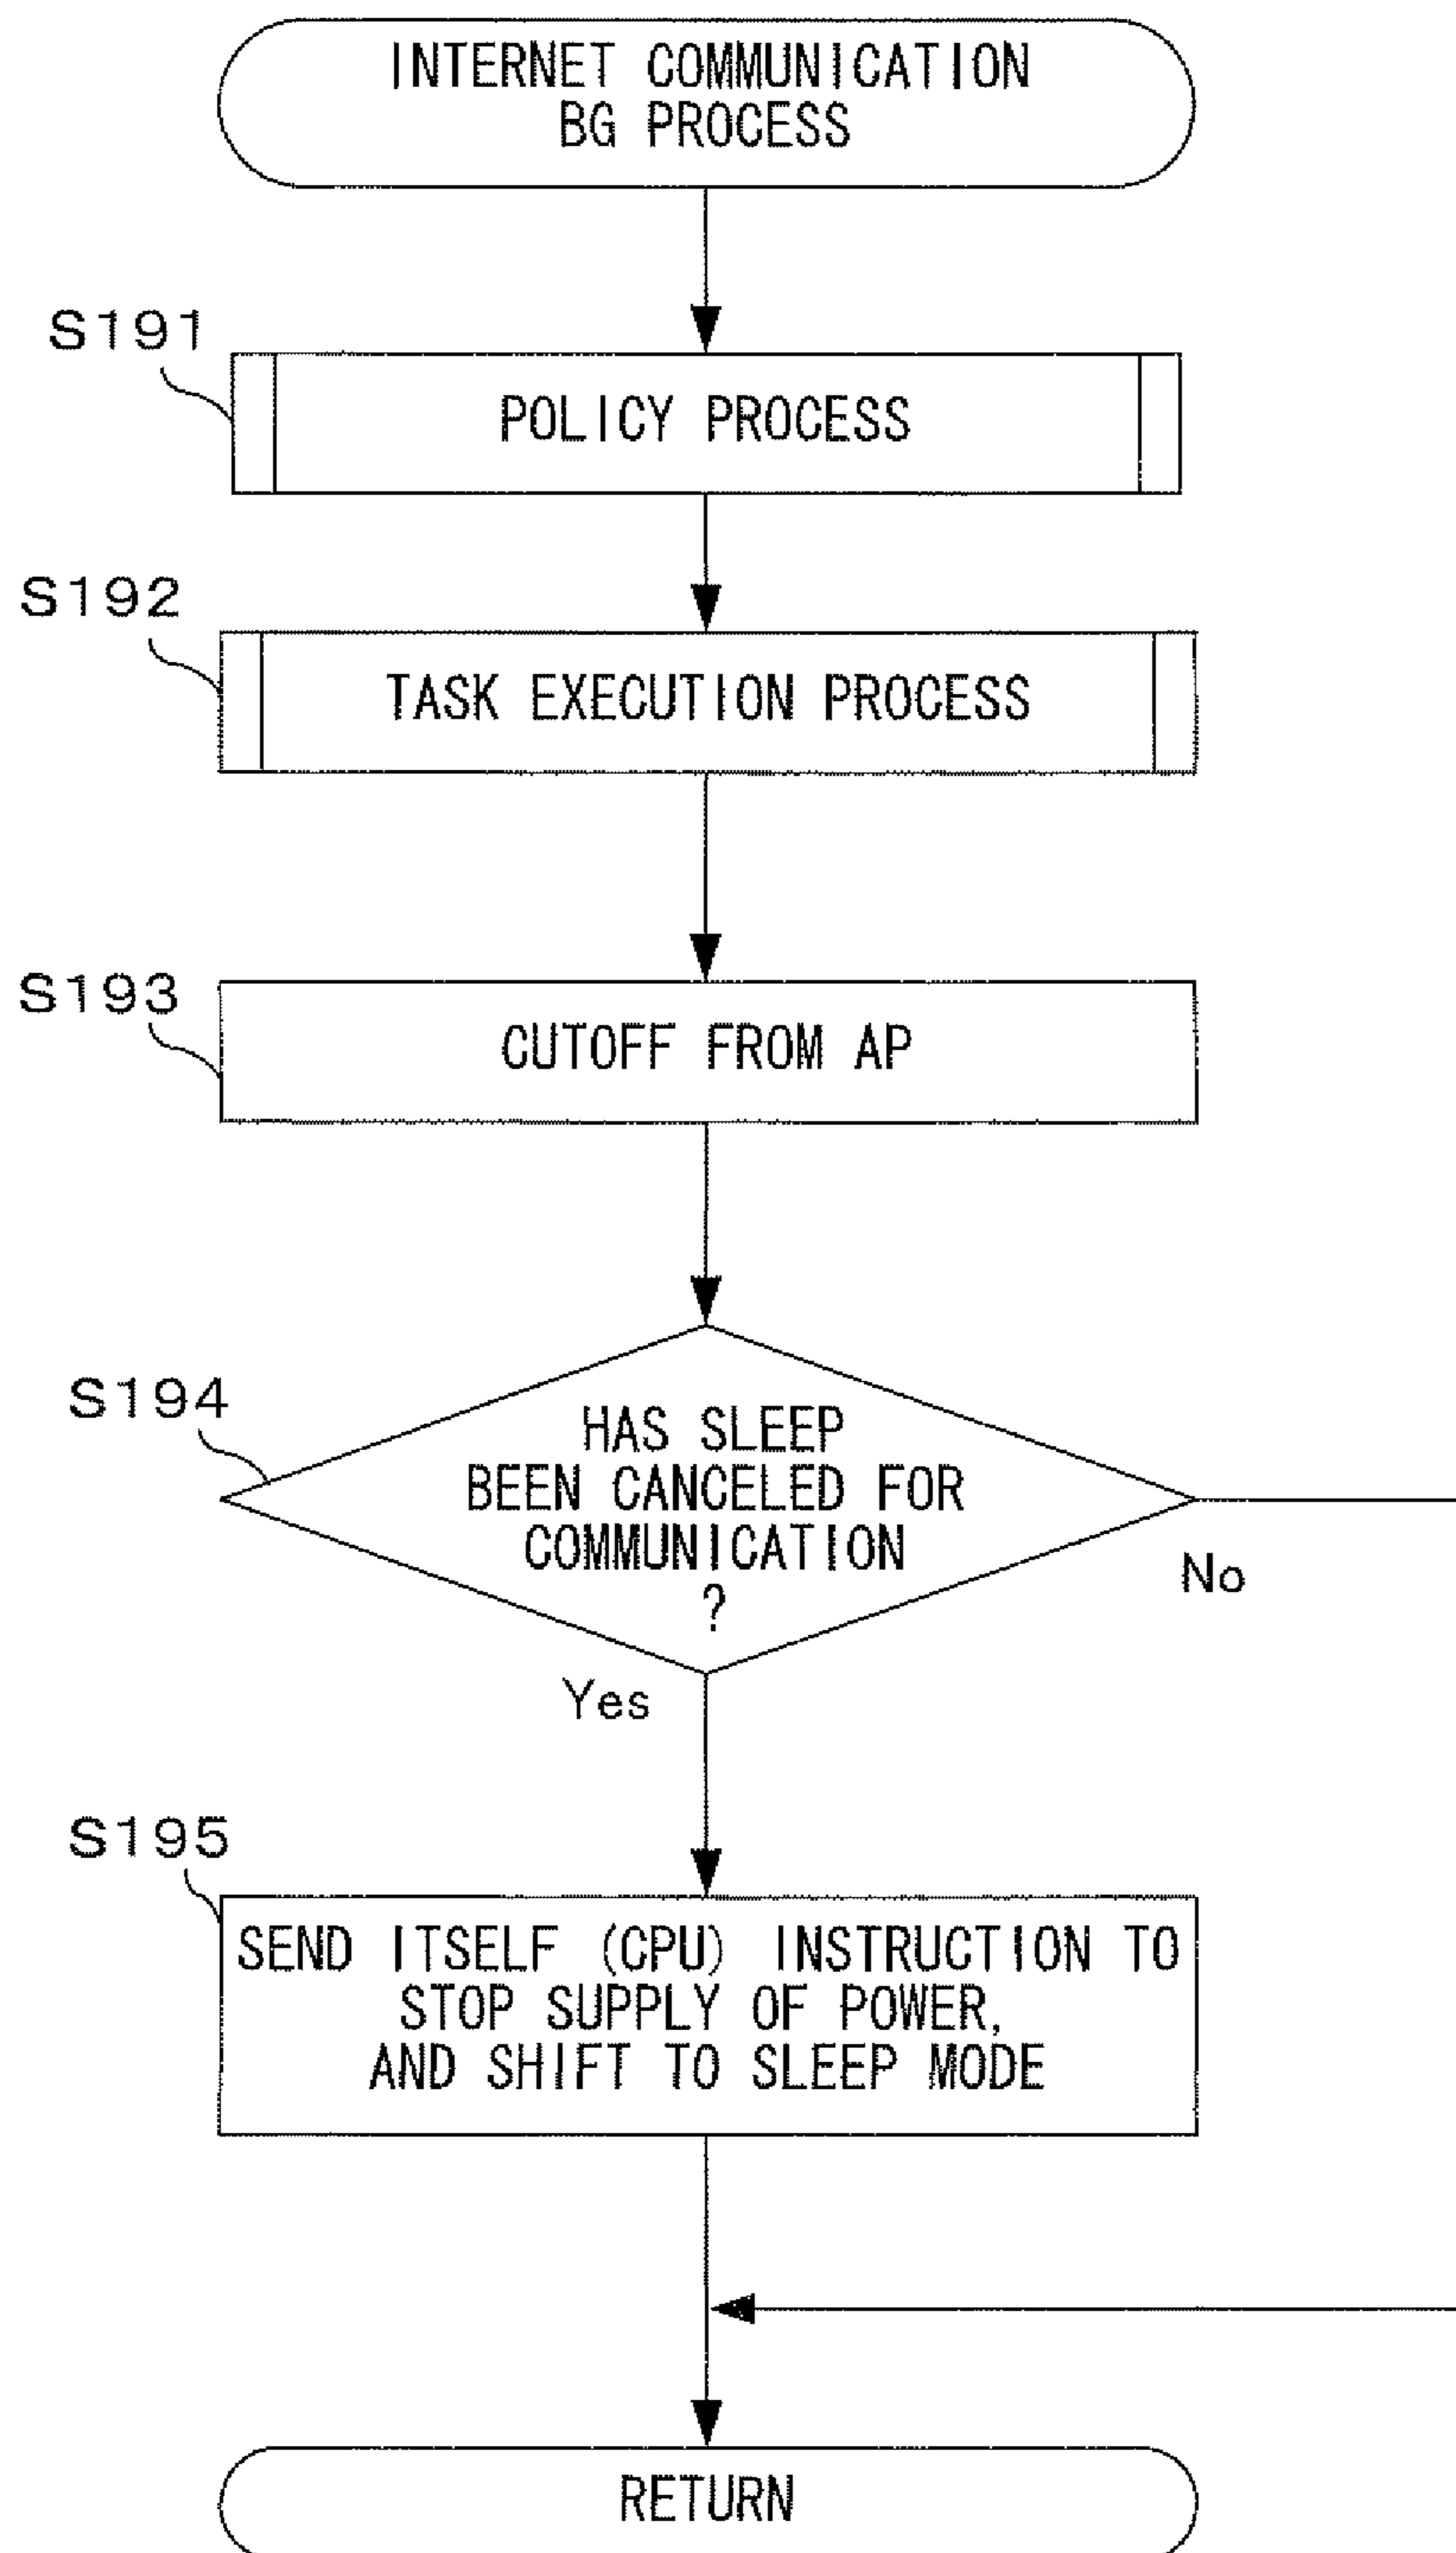 INTERNET COMMUNICATION
BG PROCESS
S191
POLICY PROCESS
S192
TASK EXECUTION PROCESS
S193
CUTOFF FROM AP
S194
HAS SLEEP
BEEN CANCELED FOR
COMMUNICATION
?
No
Yes
S195
SEND ITSELF (CPU) INSTRUCTION TO
STOP SUPPLY OF POWER,
AND SHIFT TO SLEEP MODE
RETURN